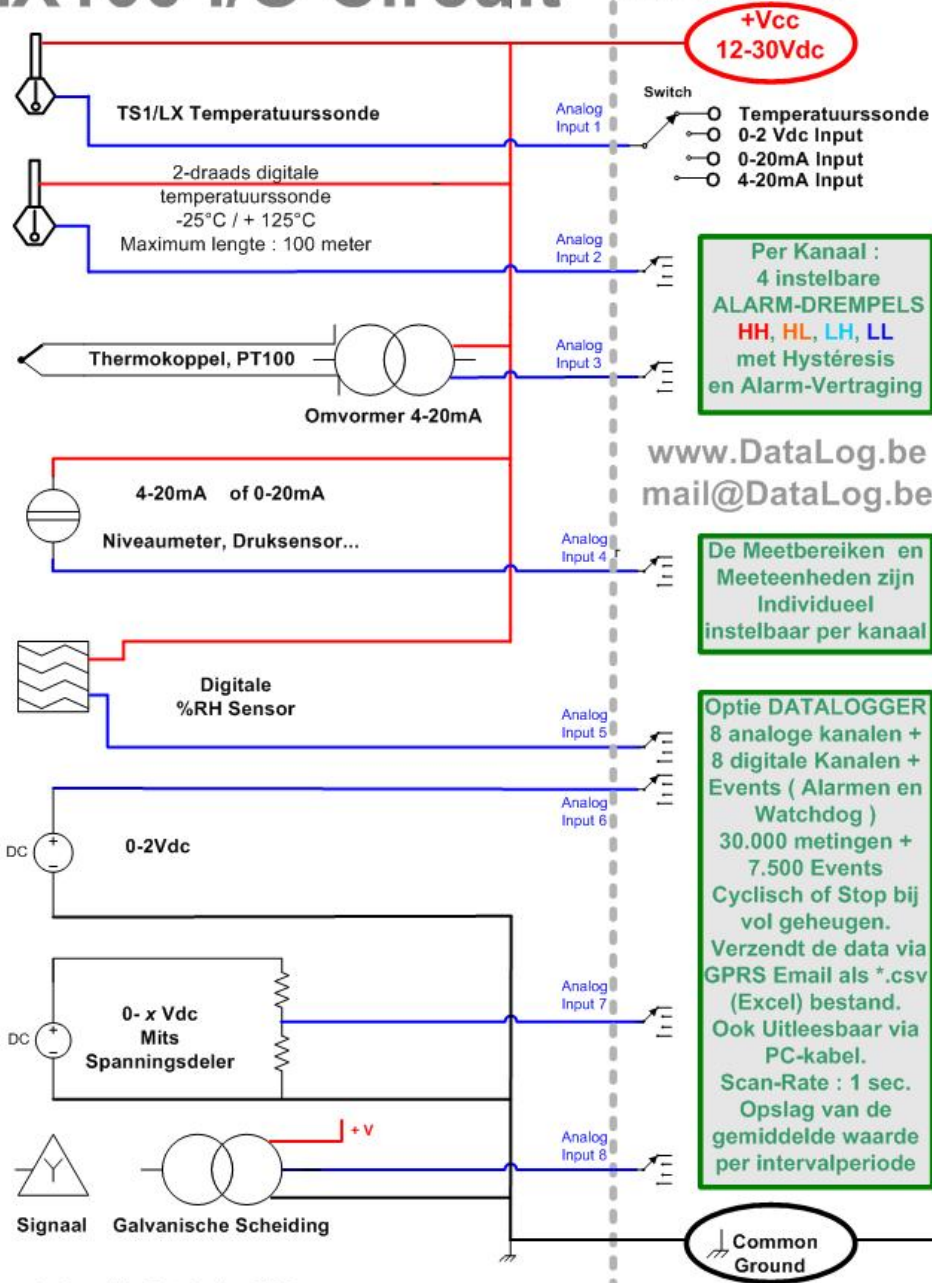 I/O Circuit
+Vcc
12-30Vdc
Switch
TS1/LX Temperatuurssonde
Analog
Input 1
Temperatuurssonde
0-2 Vdc Input
0-20mA Input
4-20mA Input
2-draads digitale
temperatuurssonde
-25°C / + 125°C
Maximum lengte : 100 meter
Analog
Input 2
Per Kanaal :
4 instelbare
ALARM-DREMPELS
HH, HL, LH, LL
met Hystéresis
en Alarm-Vertraging
Thermokoppel, PT100
Analog
Input 3
Omvormer 4-20mA
www.DataLog.be
mail@DataLog.be
4-20mA of 0-20mA
Niveaumeter, Druksensor...
Analog
Input 4
De Meetbereiken en
Meeteenheden zijn
Individueel
instelbaar per kanaal
Digitale
%RH Sensor
Analog
Input 5
Analog
Input 6
DC
+
–
0-2Vdc
Optie DATALOGGER
8 analoge kanalen +
8 digitale Kanalen +
Events ( Alarmen en
Watchdog )
30.000 metingen +
7.500 Events
Cyclisch of Stop bij
vol geheugen.
Verzendt de data via
GPRS Email als *.csv
(Excel) bestand.
Ook Uitleesbaar via
PC-kabel.
Scan-Rate : 1 sec.
Opslag van de
gemiddelde waarde
per intervalperiode
DC
+
–
0- x Vdc
Mits
Spanningsdeler
Analog
Input 7
+ V
Analog
Input 8
Y
Signaal
Galvanische Scheiding
Common
Ground